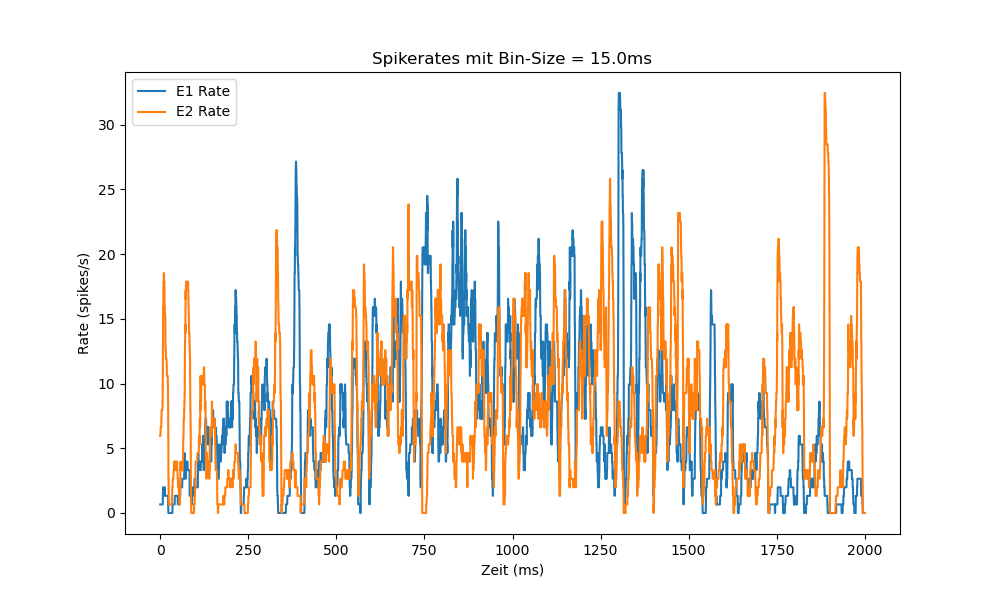 Spikerates mit Bin-Size = 15.0ms
E1 Rate
E2 Rate
Rate (spikes/s)
30
25
20
15
10
5
0
0 250 500 750 1000 1250 1500 1750 2000
Zeit (ms)